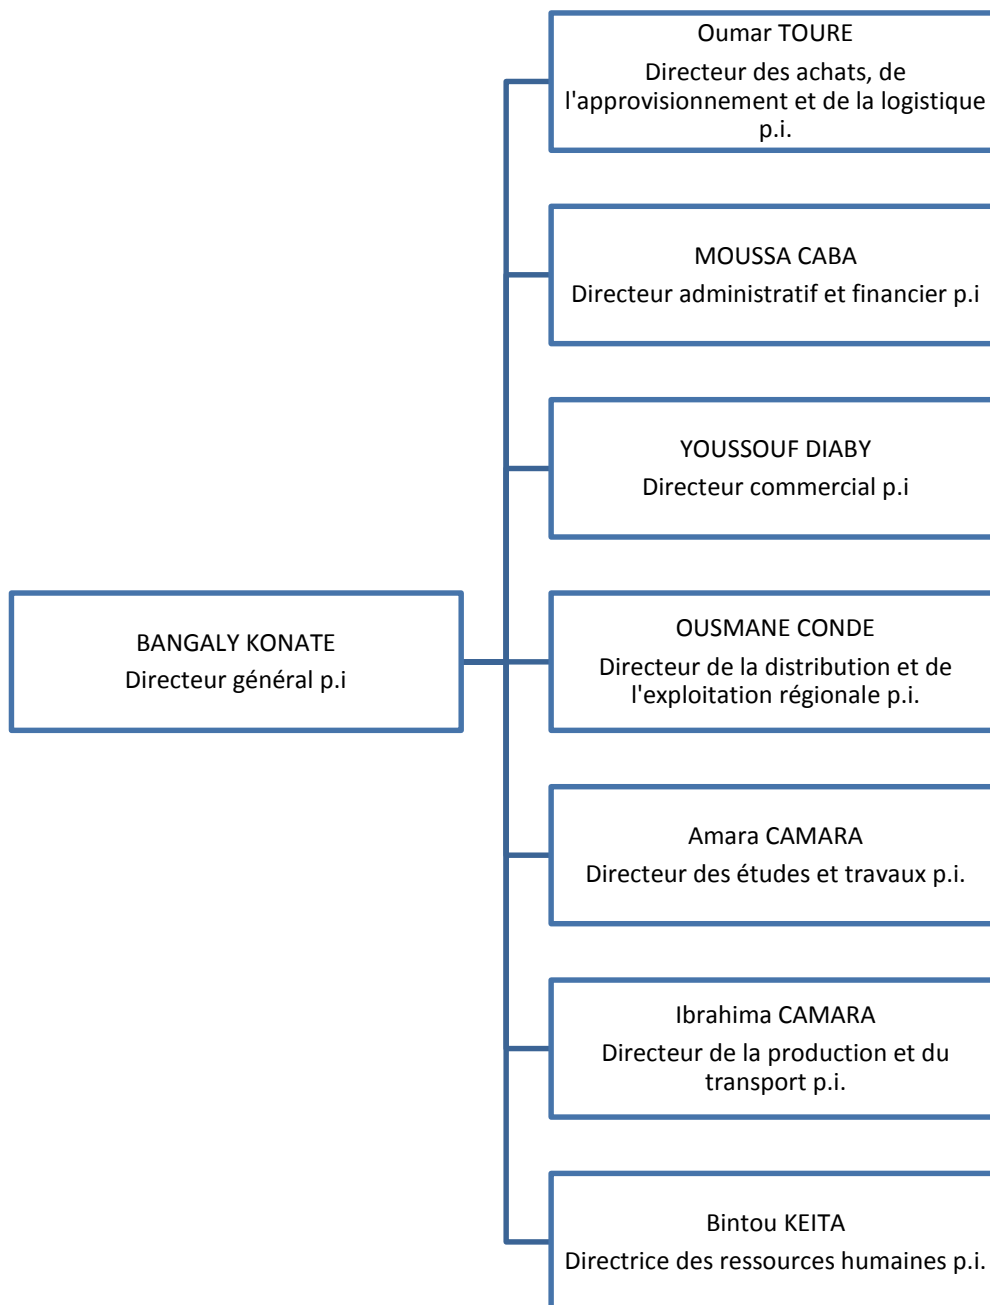 Oumar TOURE
Directeur des achats, de
l'approvisionnement et de la logistique
p.i.
MOUSSA CABA
Directeur administratif et financier p.i
YOUSSOUF DIABY
Directeur commercial p.i
BANGALY KONATE
Directeur général p.i
OUSMANE CONDE
Directeur de la distribution et de
l'exploitation régionale p.i.
Amara CAMARA
Directeur des études et travaux p.i.
Ibrahima CAMARA
Directeur de la production et du
transport p.i.
Bintou KEITA
Directrice des ressources humaines p.i.